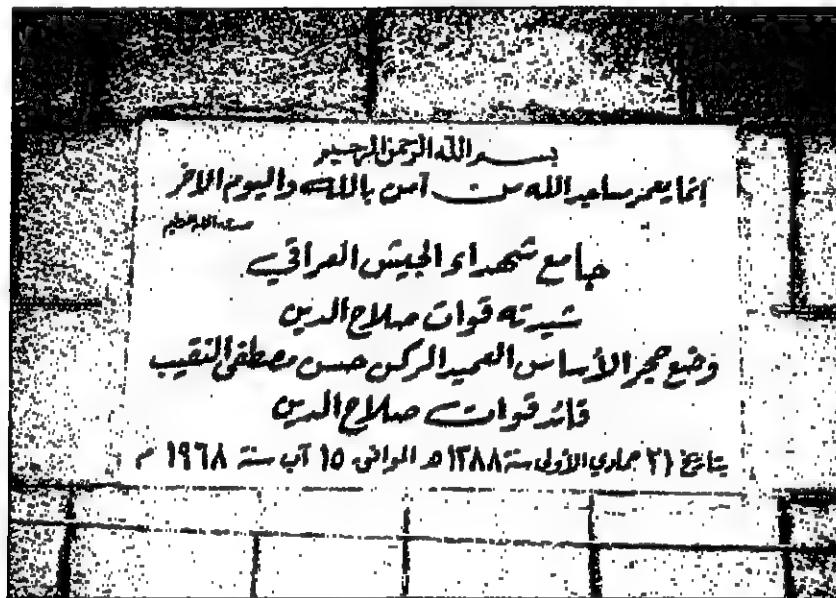 بسم الله الرحمن الرحيم
إنما يعمر مساجد الله من آمن بالله واليوم الآخر
صدق الله العظيم
جامع شهداء الجيش العراقي
شيدته قوات صلاح الدين
وضع حجر الأساس العميد الركن حسن مصطفى النقيب
قائد قوات صلاح الدين
بتاريخ ٢١ جمادي الأولى سنة ١٣٨٨ هـ الموافق ١٥ آب سنة ١٩٦٨ م